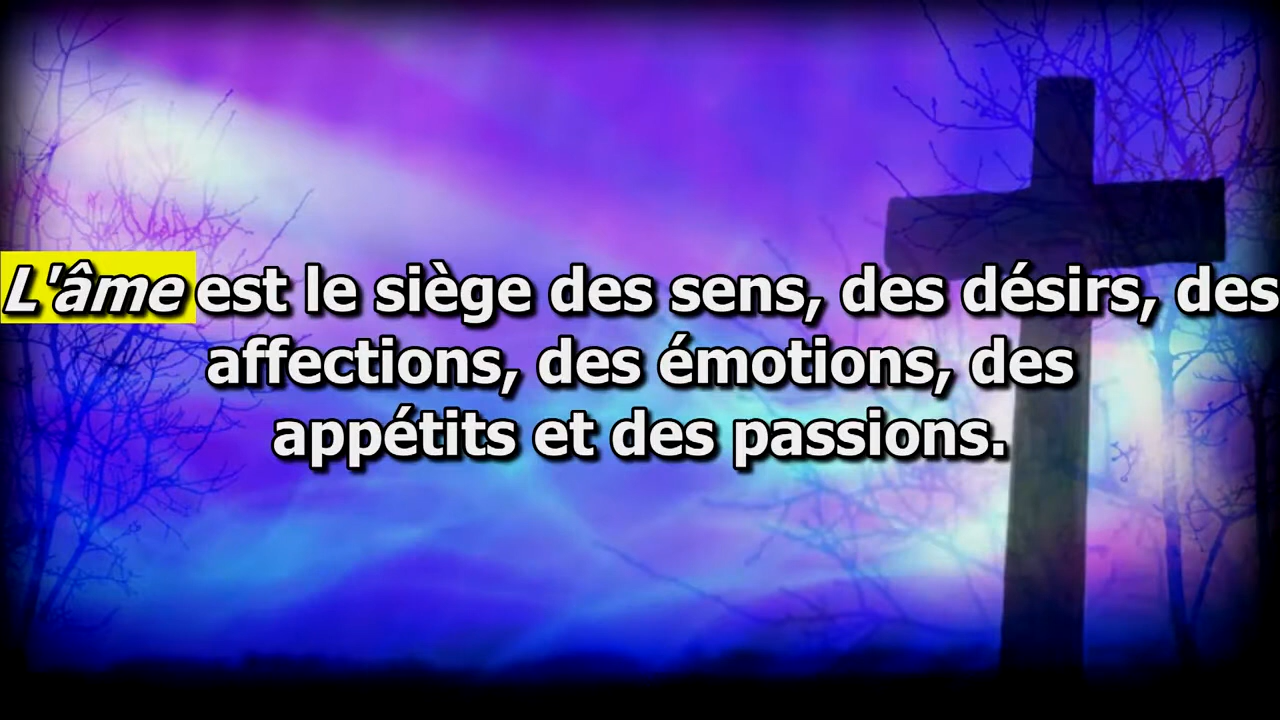 L'âme est le siège des sens, des désirs, des
affections, des émotions, des
appétits et des passions.